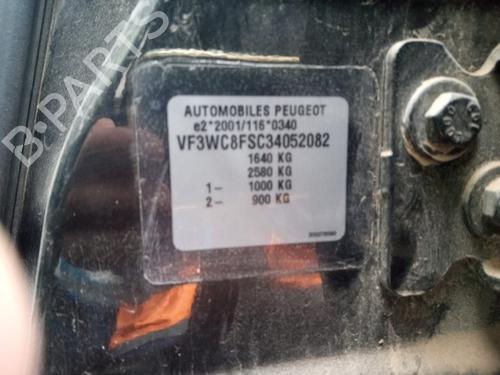 B-PARTS
AUTOMOBILES PEUGEOT
e2*2001/116*0340
VF3WC8FSC34052082
1640 KG
2580 KG
1- 1000 KG
2- 900 KG